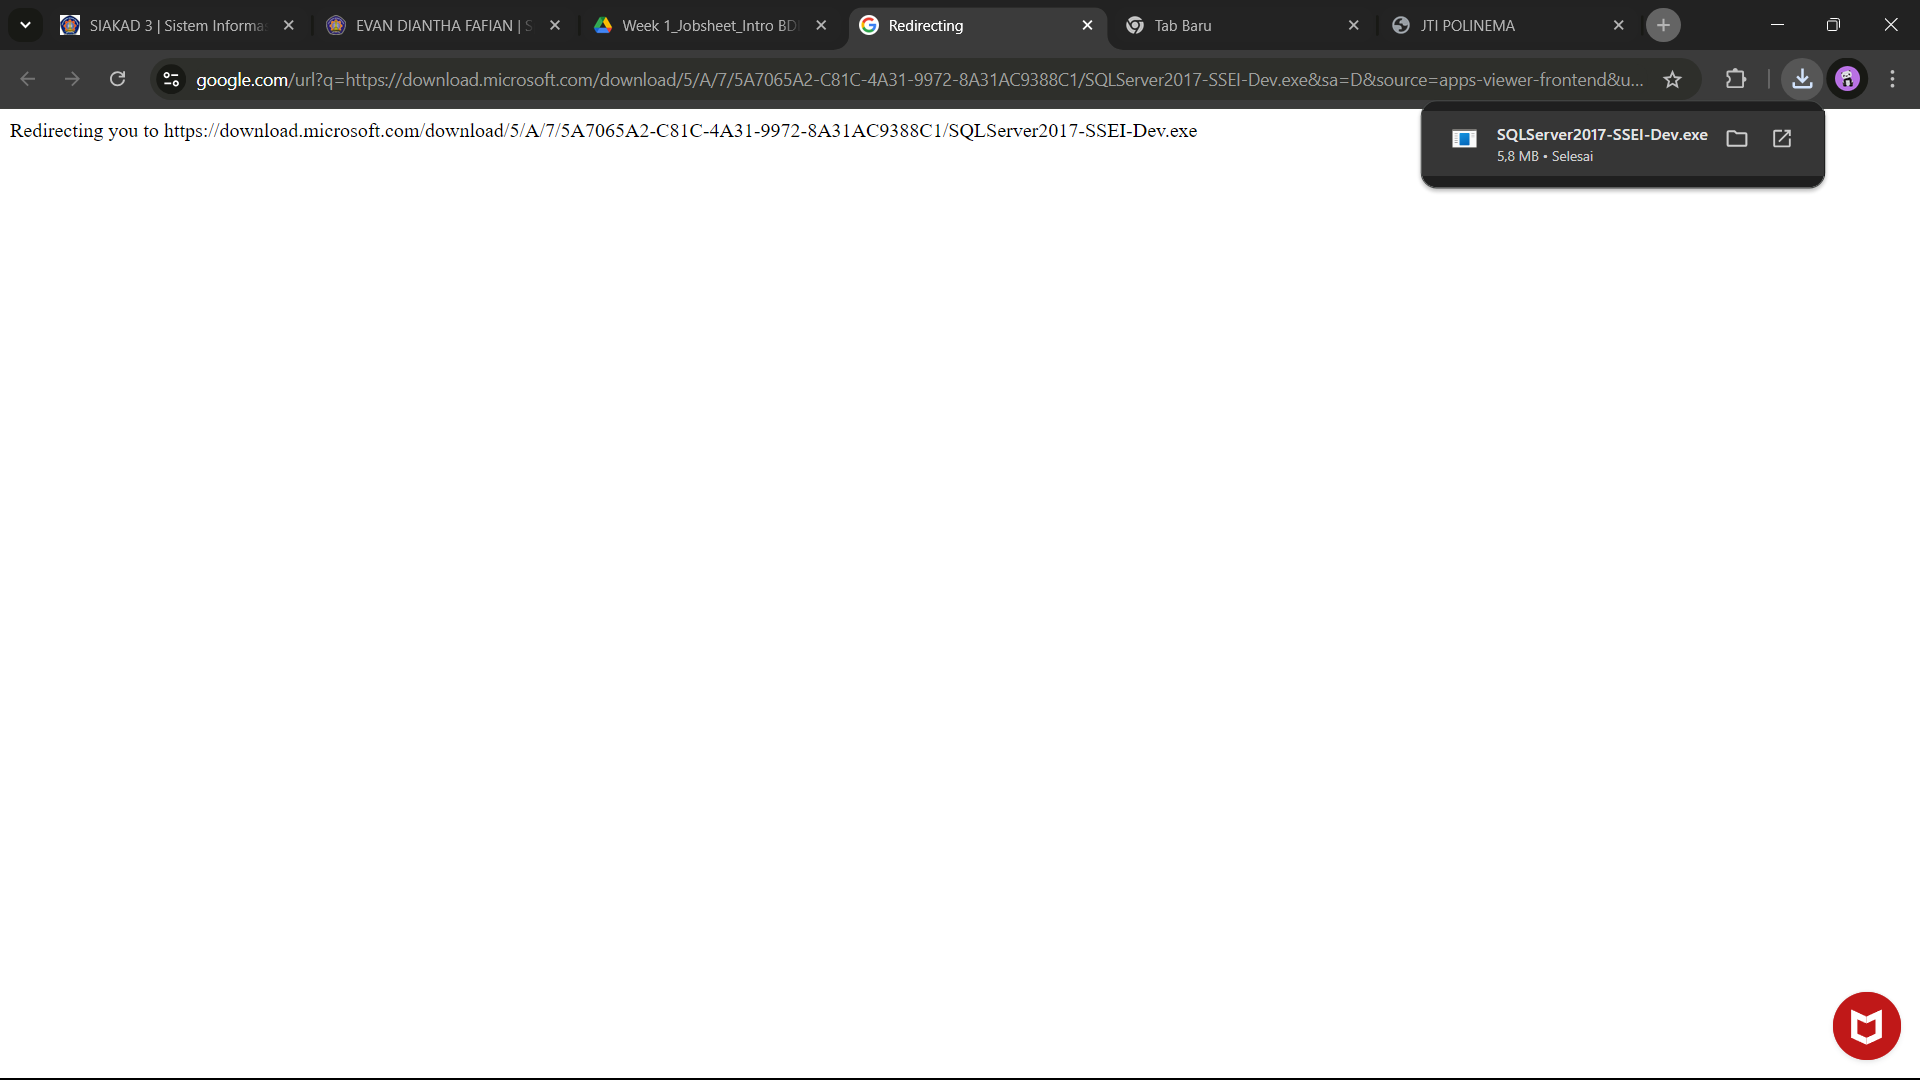 SIAKAD 3 | Sistem Informa
EVAN DIANTHA FAFIAN | S
Week 1_Jobsheet_Intro BD
Redirecting
Tab Baru
JTI POLINEMA
google.com/url?q=https://download.microsoft.com/download/5/A/7/5A7065A2-C81C-4A31-9972-8A31AC9388C1/SQLServer2017-SSEI-Dev.exe&sa=D&source=apps-viewer-frontend&u...
Redirecting you to https://download.microsoft.com/download/5/A/7/5A7065A2-C81C-4A31-9972-8A31AC9388C1/SQLServer2017-SSEI-Dev.exe
SQLServer2017-SSEI-Dev.exe
5,8 MB • Selesai